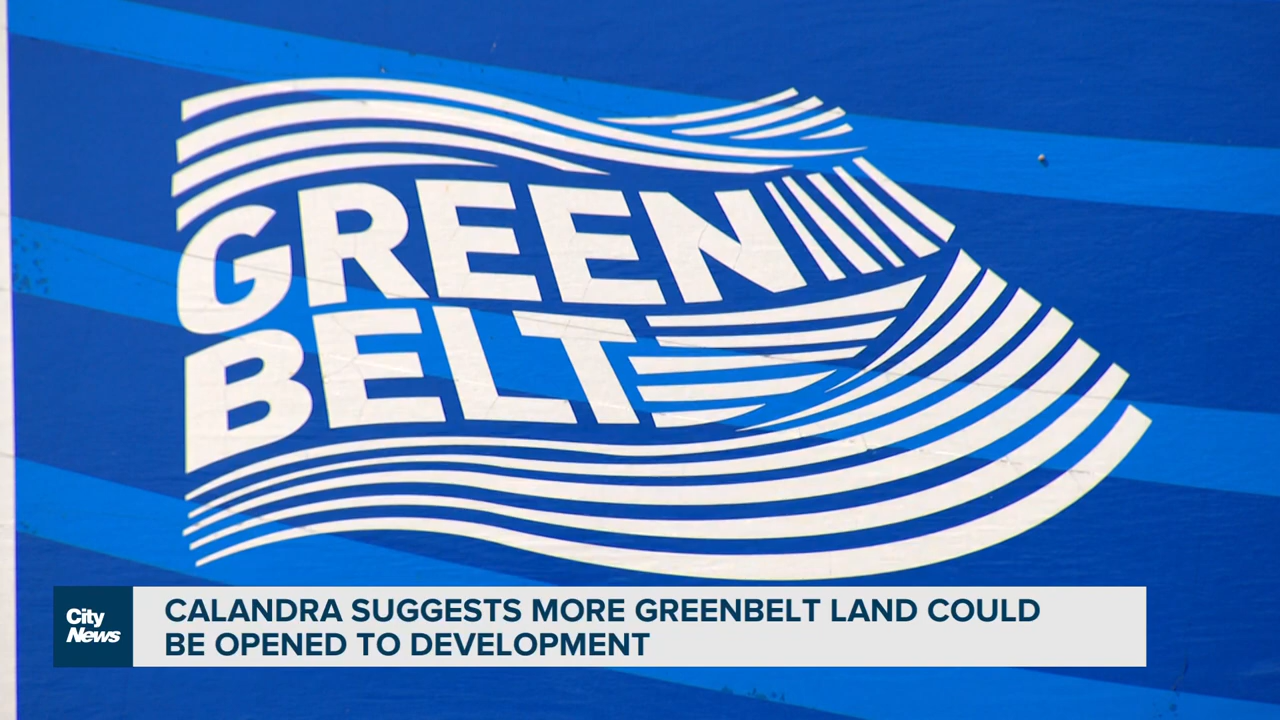 GREEN
BELT
City
News
CALANDRA SUGGESTS MORE GREENBELT LAND COULD
BE OPENED TO DEVELOPMENT